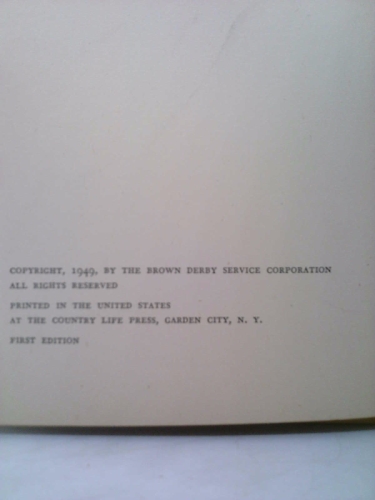 COPYRIGHT, 1949, BY THE BROWN DERBY SERVICE CORPORATION
ALL RIGHTS RESERVED
PRINTED IN THE UNITED STATES
AT THE COUNTRY LIFE PRESS, GARDEN CITY, N. Y.
FIRST EDITION